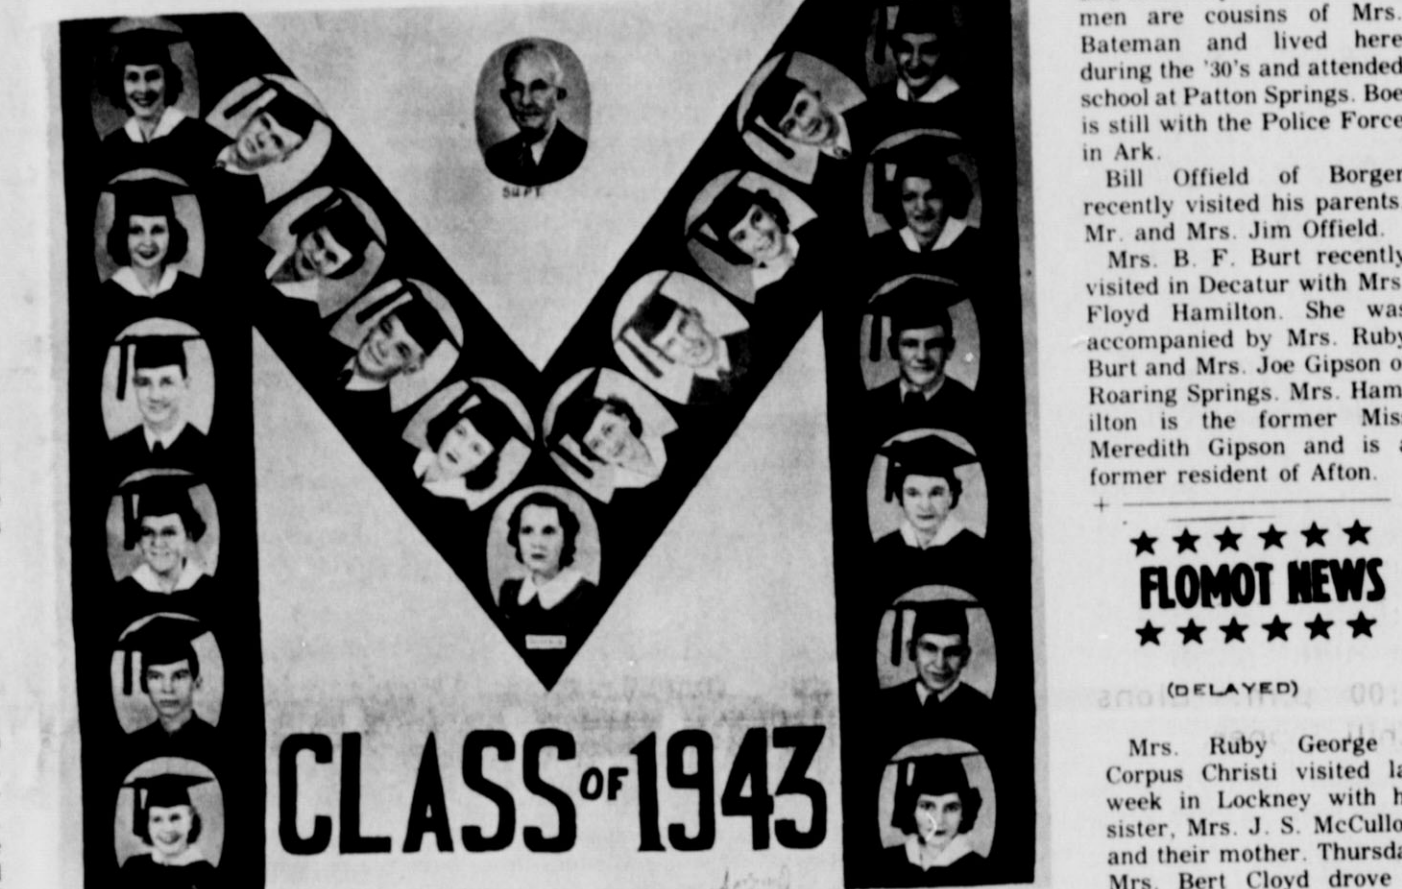 SUPT.
CLASS OF 1943
men are cousins of Mrs.
Bateman and lived here
during the '30's and attended
school at Patton Springs. Boe
is still with the Police Force
in Ark.
Bill Offield of Borger
recently visited his parents
Mr. and Mrs. Jim Offield.
Mrs. B. F. Burt recently
visited in Decatur with Mrs.
Floyd Hamilton. She was
accompanied by Mrs. Ruby
Burt and Mrs. Joe Gipson o
Roaring Springs. Mrs. Ham-
ilton is the former Miss
Meredith Gipson and is a
former resident of Afton.
FLOMOT NEWS
(DELAYED)
Mrs. Ruby George
Corpus Christi visited la
week in Lockney with h
sister, Mrs. J. S. McCullo
and their mother. Thursda
Mrs. Bert Cloyd drove